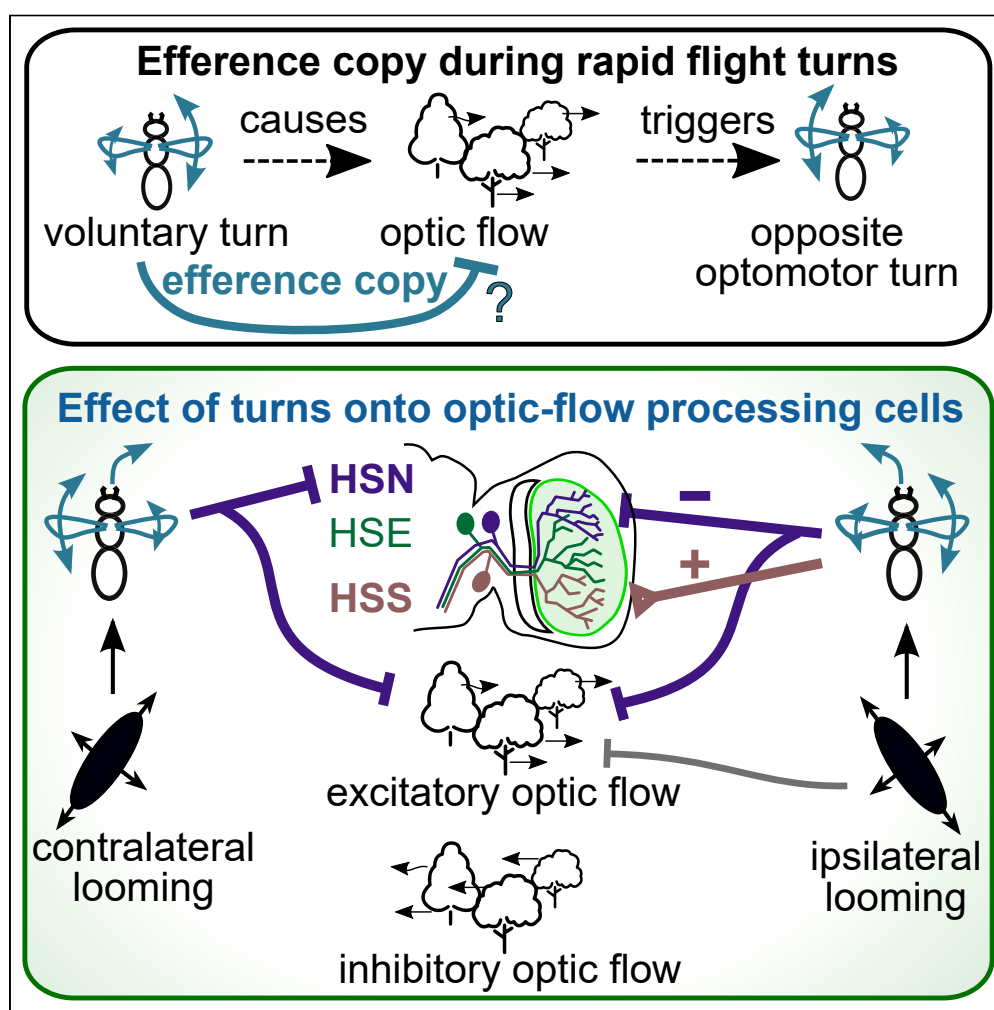 Efference copy during rapid flight turns
causes
triggers
voluntary turn
optic flow
opposite
optomotor turn
efference copy
?
Effect of turns onto optic-flow processing cells
HSN
HSE
HSS
−
+
excitatory optic flow
contralateral
looming
ipsilateral
looming
inhibitory optic flow